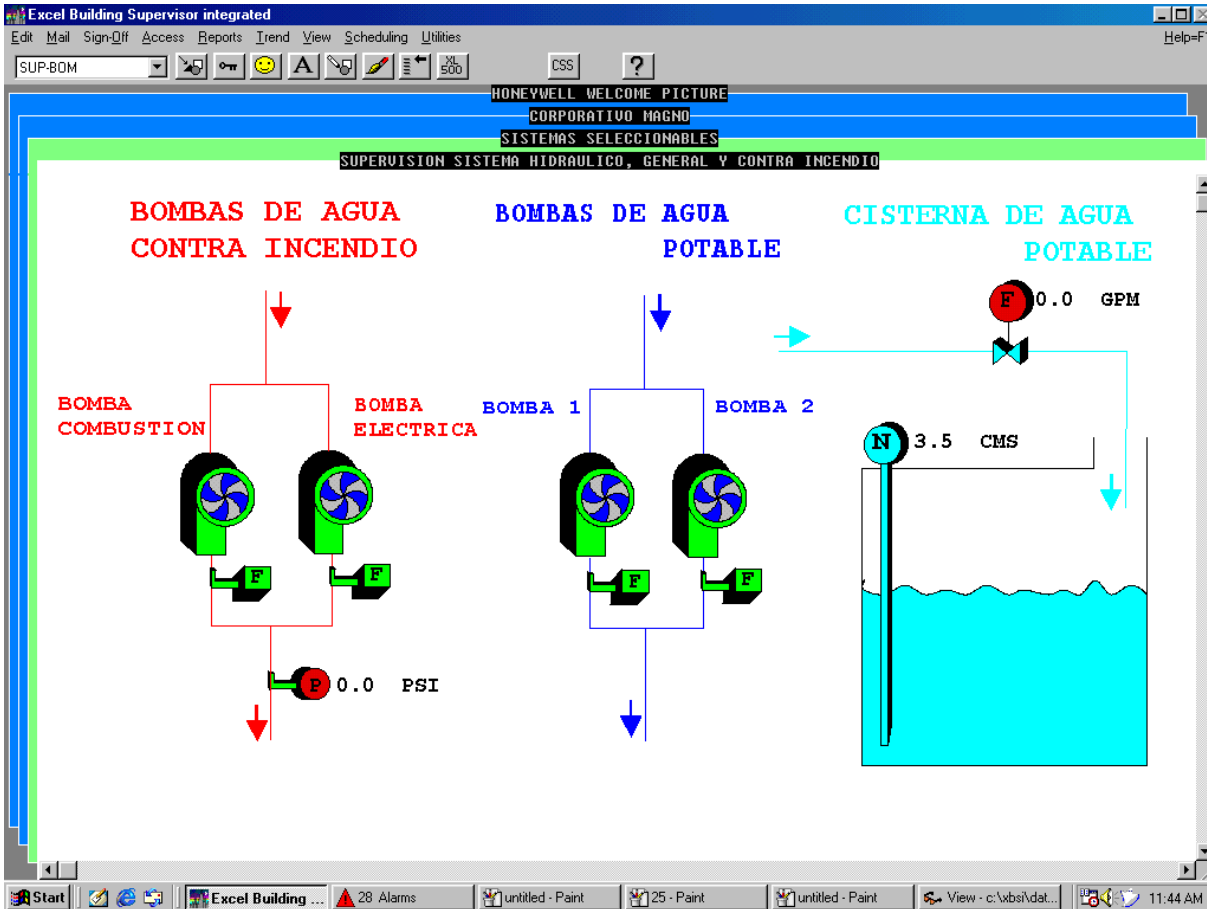 Excel Building Supervisor integrated
Edit Mail Sign-Off Access Reports Trend View Scheduling Utilities Help=F1
SUP-BOM A XL 500 CSS ?
HONEYWELL WELCOME PICTURE
CORPORATIVO MAGNO
SISTEMAS SELECCIONABLES
SUPERVISION SISTEMA HIDRAULICO, GENERAL Y CONTRA INCENDIO
BOMBAS DE AGUA
CONTRA INCENDIO
BOMBAS DE AGUA
POTABLE
CISTERNA DE AGUA
POTABLE
F 0.0 GPM
BOMBA
COMBUSTION
BOMBA
ELECTRICA
BOMBA 1
BOMBA 2
N 3.5 CMS
F
F
F
F
P 0.0 PSI
Start
Excel Building ...
28 Alarms
untitled - Paint
25 - Paint
untitled - Paint
View - c:\xbsi\dat...
11:44 AM